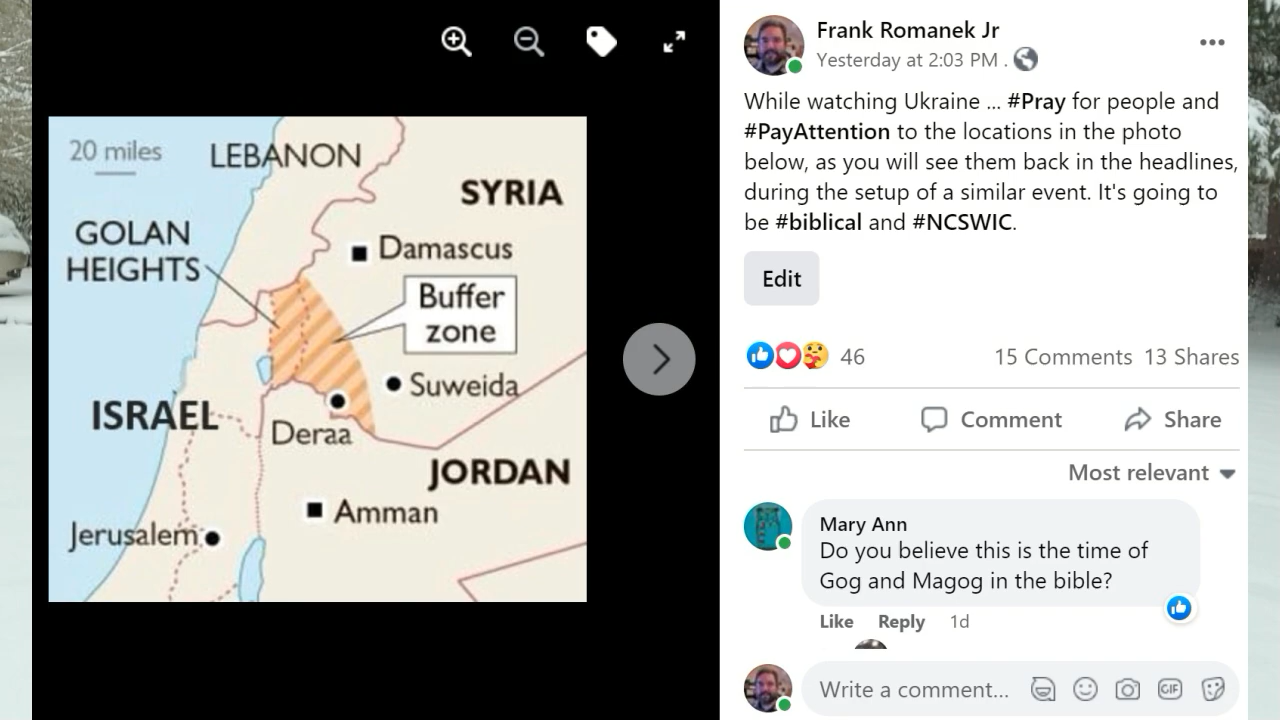 20 miles
LEBANON
SYRIA
GOLAN
HEIGHTS
Damascus
Buffer
zone
Suweida
ISRAEL
Deraa
JORDAN
Amman
Jerusalem
Frank Romanek Jr
Yesterday at 2:03 PM .
While watching Ukraine ... #Pray for people and
#PayAttention to the locations in the photo
below, as you will see them back in the headlines,
during the setup of a similar event. It's going to
be #biblical and #NCSWIC.
Edit
46 15 Comments 13 Shares
Like Comment Share
Most relevant
Mary Ann
Do you believe this is the time of
Gog and Magog in the bible?
Like Reply 1d
Write a comment...
GIF